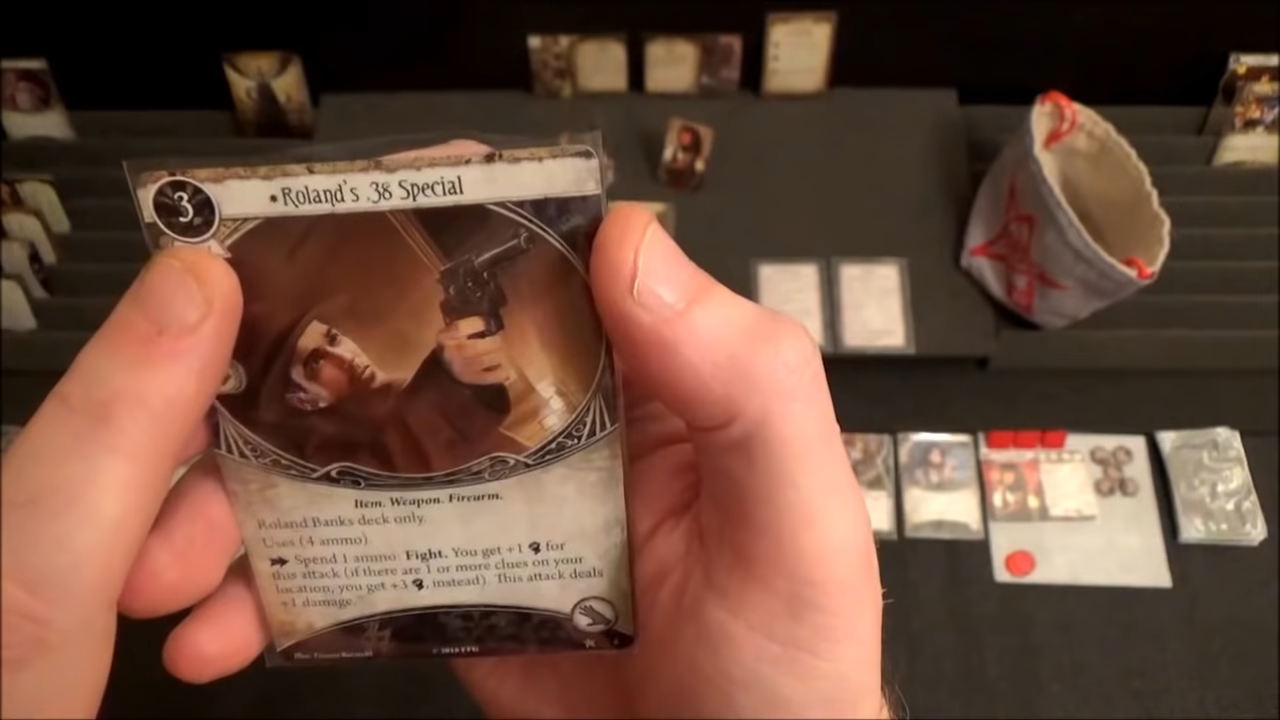 3
*Roland's .38 Special
Item. Weapon. Firearm.
Roland Banks deck only.
Uses (4 ammo).
Spend 1 ammo: Fight. You get +1 for
this attack (if there are 1 or more clues on your
location, you get +3 , instead). This attack deals
+1 damage.